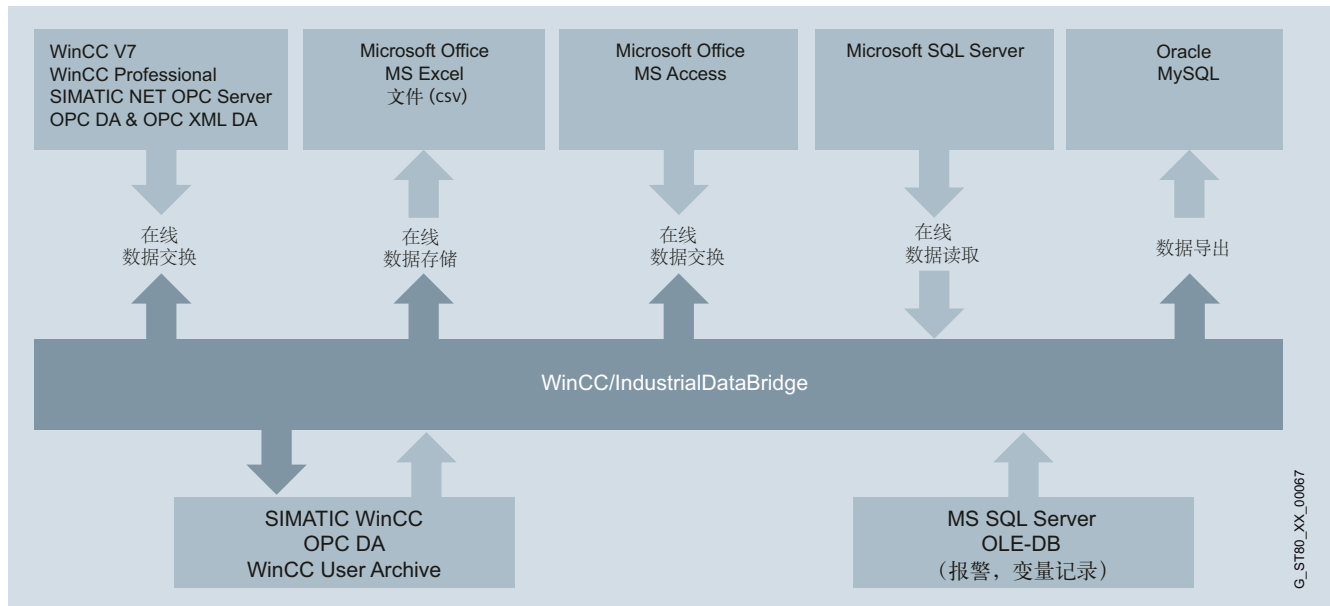 WinCC V7
WinCC Professional
SIMATIC NET OPC Server
OPC DA & OPC XML DA
Microsoft Office
MS Excel
文件 (csv)
Microsoft Office
MS Access
Microsoft SQL Server
Oracle
MySQL
在线
数据交换
在线
数据存储
在线
数据交换
在线
数据读取
数据导出
WinCC/IndustrialDataBridge
SIMATIC WinCC
OPC DA
WinCC User Archive
MS SQL Server
OLE-DB
(报警，变量记录)
G_ST80_XX_00067